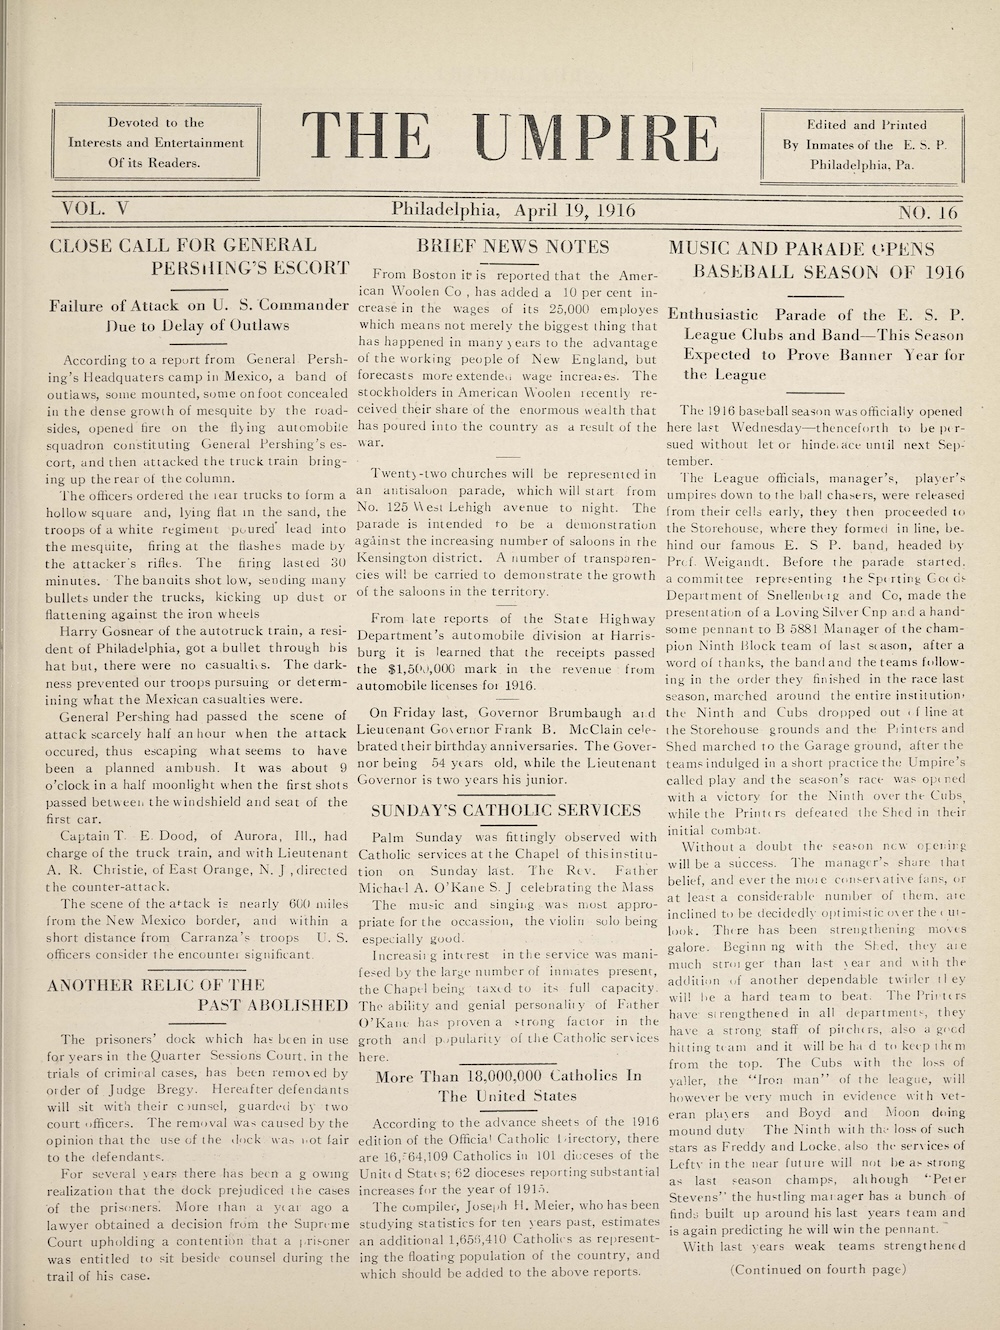 Devoted to the
Interests and Entertainment
Of its Readers.
THE UMPIRE
Edited and Printed
By Inmates of the E. S. P.
Philadelphia, Pa.
VOL. V
Philadelphia, April 19, 1916
NO. 16
CLOSE CALL FOR GENERAL
PERSHING'S ESCORT
Failure of Attack on U. S. Commander
Due to Delay of Outlaws
According to a report from General Persh-
ing's Headquaters camp in Mexico, a band of
outlaws, some mounted, some on foot concealed
in the dense growth of mesquite by the road-
sides, opened fire on the flying automobile
squadron constituting General Pershing's es-
cort, and then attacked the truck train bring-
ing up the rear of the column.
The officers ordered the rear trucks to form a
hollow square and, lying flat in the sand, the
troops of a white regiment poured lead into
the mesquite, firing at the flashes made by
the attacker's rifles. The firing lasted 30
minutes. The bandits shot low, sending many
bullets under the trucks, kicking up dust or
flattening against the iron wheels
Harry Gosnear of the autotruck train, a resi-
dent of Philadelphia, got a bullet through his
hat but, there were no casualties. The dark-
ness prevented our troops pursuing or determ-
ining what the Mexican casualties were.
General Pershing had passed the scene of
attack scarcely half an hour when the attack
occured, thus escaping what seems to have
been a planned ambush. It was about 9
o'clock in a half moonlight when the first shots
passed between the windshield and seat of the
first car.
Captain T. E. Dood, of Aurora, Ill., had
charge of the truck train, and with Lieutenant
A. R. Christie, of East Orange, N. J , directed
the counter-attack.
The scene of the attack is nearly 600 miles
from the New Mexico border, and within a
short distance from Carranza's troops U. S.
officers consider the encounter significant.
ANOTHER RELIC OF THE
PAST ABOLISHED
The prisoners' dock which has been in use
for years in the Quarter Sessions Court, in the
trials of criminal cases, has been removed by
order of Judge Bregy. Hereafter defendants
will sit with their counsel, guarded by two
court officers. The removal was caused by the
opinion that the use of the dock was not fair
to the defendants.
For several years there has been a g owing
realization that the dock prejudiced the cases
of the prisoners. More than a year ago a
lawyer obtained a decision from the Supreme
Court upholding a contention that a prisoner
was entitled to sit beside counsel during the
trail of his case.
BRIEF NEWS NOTES
From Boston it is reported that the Amer-
ican Woolen Co , has added a 10 per cent in-
crease in the wages of its 25,000 employes
which means not merely the biggest thing that
has happened in many years to the advantage
of the working people of New England, but
forecasts more extended wage increases. The
stockholders in American Woolen recently re-
ceived their share of the enormous wealth that
has poured into the country as a result of the
war.
Twenty-two churches will be represented in
an antisaloon parade, which will start from
No. 125 West Lehigh avenue to night. The
parade is intended to be a demonstration
against the increasing number of saloons in the
Kensington district. A number of transparen-
cies will be carried to demonstrate the growth
of the saloons in the territory.
From late reports of the State Highway
Department's automobile division at Harris-
burg it is learned that the receipts passed
the $1,500,000 mark in the revenue from
automobile licenses for 1916.
On Friday last, Governor Brumbaugh and
Lieutenant Governor Frank B. McClain cele-
brated their birthday anniversaries. The Gover-
nor being 54 years old, while the Lieutenant
Governor is two years his junior.
SUNDAY'S CATHOLIC SERVICES
Palm Sunday was fittingly observed with
Catholic services at the Chapel of this institu-
tion on Sunday last. The Rev. Father
Michael A. O'Kane S. J celebrating the Mass
The music and singing was most appro-
priate for the occassion, the violin solo being
especially good.
Increasing interest in the service was mani-
fesed by the large number of inmates present,
the Chapel being taxed to its full capacity.
The ability and genial personality of Father
O'Kane has proven a strong factor in the
groth and popularity of the Catholic services
here.
More Than 18,000,000 Catholics In
The United States
According to the advance sheets of the 1916
edition of the Official Catholic Directory, there
are 64,109 Catholics in 101 dioceses of the
United States; 62 dioceses reporting substantial
increases for the year of 1915.
The compiler, Joseph H. Meier, who has been
studying statistics for ten years past, estimates
an additional Catholics as represent-
ing the floating population of the country, and
which should be added to the above reports.
MUSIC AND PARADE OPENS
BASEBALL SEASON OF 1916
Enthusiastic Parade of the E. S. P.
League Clubs and Band—This Season
Expected to Prove Banner Year for
the League
The 1916 baseball season was officially opened
here last Wednesday—thenceforth to be per-
sued without let or hinderace until next Sep-
tember.
The League officials, manager's, player's
umpires down to the ball chasers, were released
from their cells early, they then proceeded to
the Storehouse, where they formed in line, be-
hind our famous E. S P. band, headed by
Prof. Weigandt. Before the parade started.
a committee representing the Sporting Goods
Department of Snellenberg and Co, made the
presentation of a Loving Silver Cnp and a hand-
some pennant to B 5881 Manager of the cham-
pion Ninth Block team of last season, after a
word of thanks, the band and the teams follow-
ing in the order they finished in the race last
season, marched around the entire institution,
the Ninth and Cubs dropped out of line at
the Storehouse grounds and the Printers and
Shed marched to the Garage ground, after the
teams indulged in a short practice the Umpire's
called play and the season's race was opened
with a victory for the Ninth over the Cubs,
while the Printers defeated the Shed in their
initial combat.
Without a doubt the season now opening
will be a success. The manager's share that
belief, and ever the more conservative fans, or
at least a considerable number of them, are
inclined to be decidedly optimistic over the out-
look. There has been strengthening moves
galore. Beginn ng with the Shed, they are
much stronger than last year and with the
addition of another dependable twirler they
will be a hard team to beat. The Printers
have strengthened in all departments, they
have a strong staff of pitchers, also a good
hitting team and it will be ha d to keep them
from the top. The Cubs with the loss of
yaller, the "Iron man" of the league, will
however be very much in evidence with vet-
eran players and Boyd and Moon doing
mound duty The Ninth with the loss of such
stars as Freddy and Locke, also the services of
Lefty in the near future will not be as strong
as last season champs, although "Peter
Stevens" the hustling manager has a bunch of
finds built up around his last years team and
is again predicting he will win the pennant.
With last years weak teams strengthened
(Continued on fourth page)